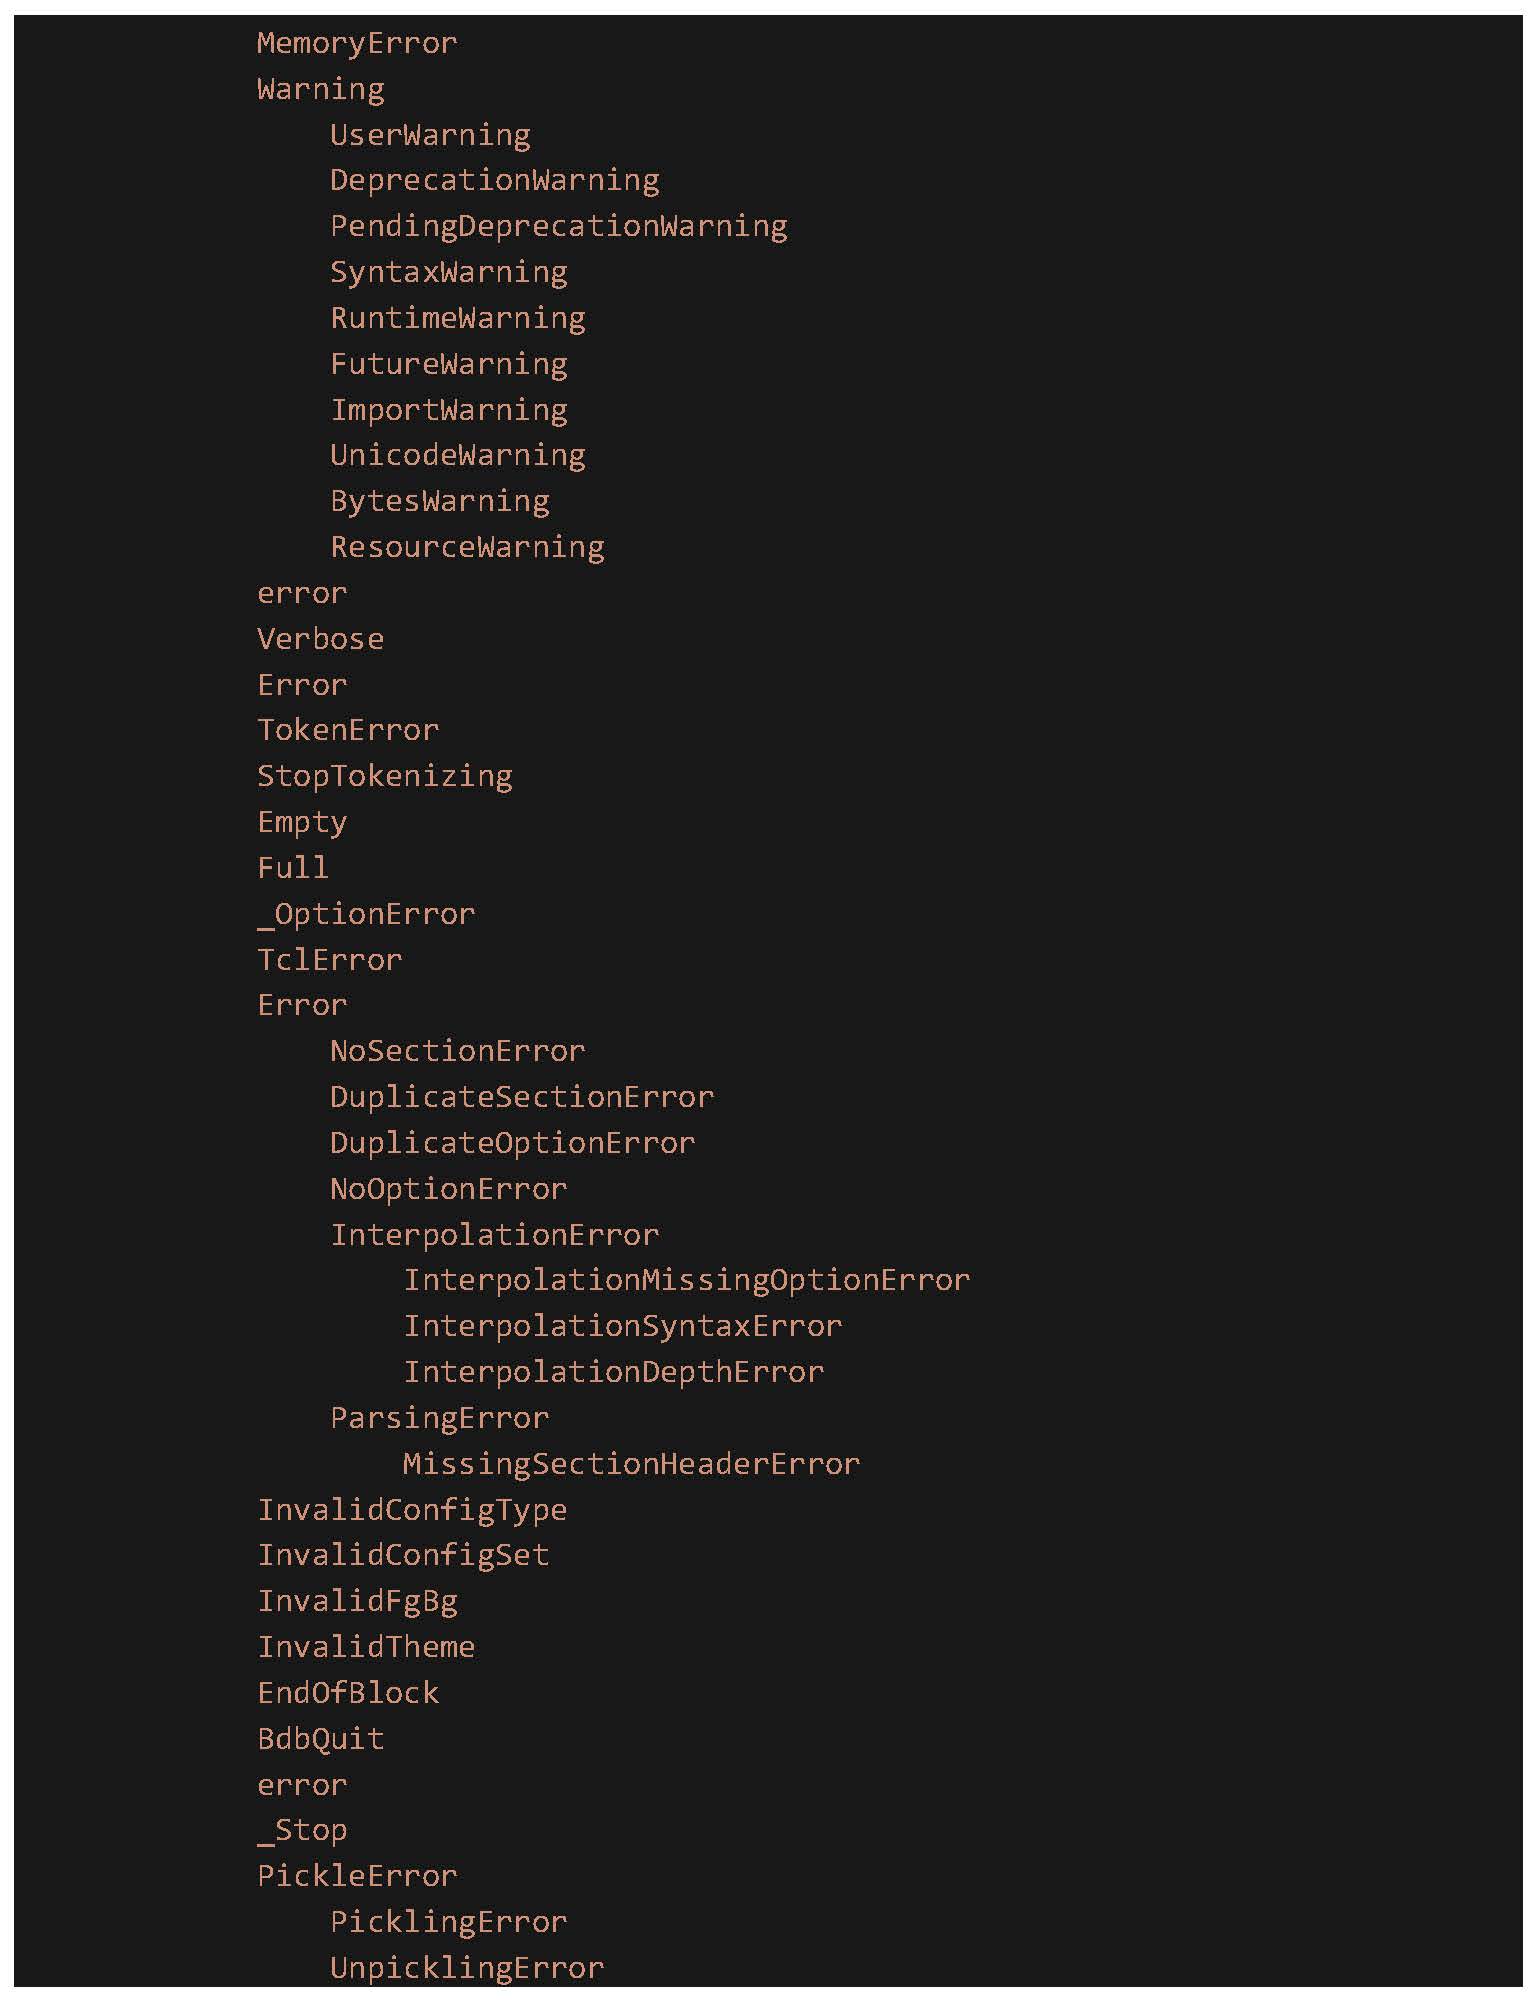 MemoryError
Warning
    UserWarning
    DeprecationWarning
    PendingDeprecationWarning
    SyntaxWarning
    RuntimeWarning
    FutureWarning
    ImportWarning
    UnicodeWarning
    BytesWarning
    ResourceWarning
error
Verbose
Error
TokenError
StopTokenizing
Empty
Full
_OptionError
TclError
Error
    NoSectionError
    DuplicateSectionError
    DuplicateOptionError
    NoOptionError
    InterpolationError
        InterpolationMissingOptionError
        InterpolationSyntaxError
        InterpolationDepthError
    ParsingError
        MissingSectionHeaderError
InvalidConfigType
InvalidConfigSet
InvalidFgBg
InvalidTheme
EndOfBlock
BdbQuit
error
_Stop
PickleError
    PicklingError
    UnpicklingError